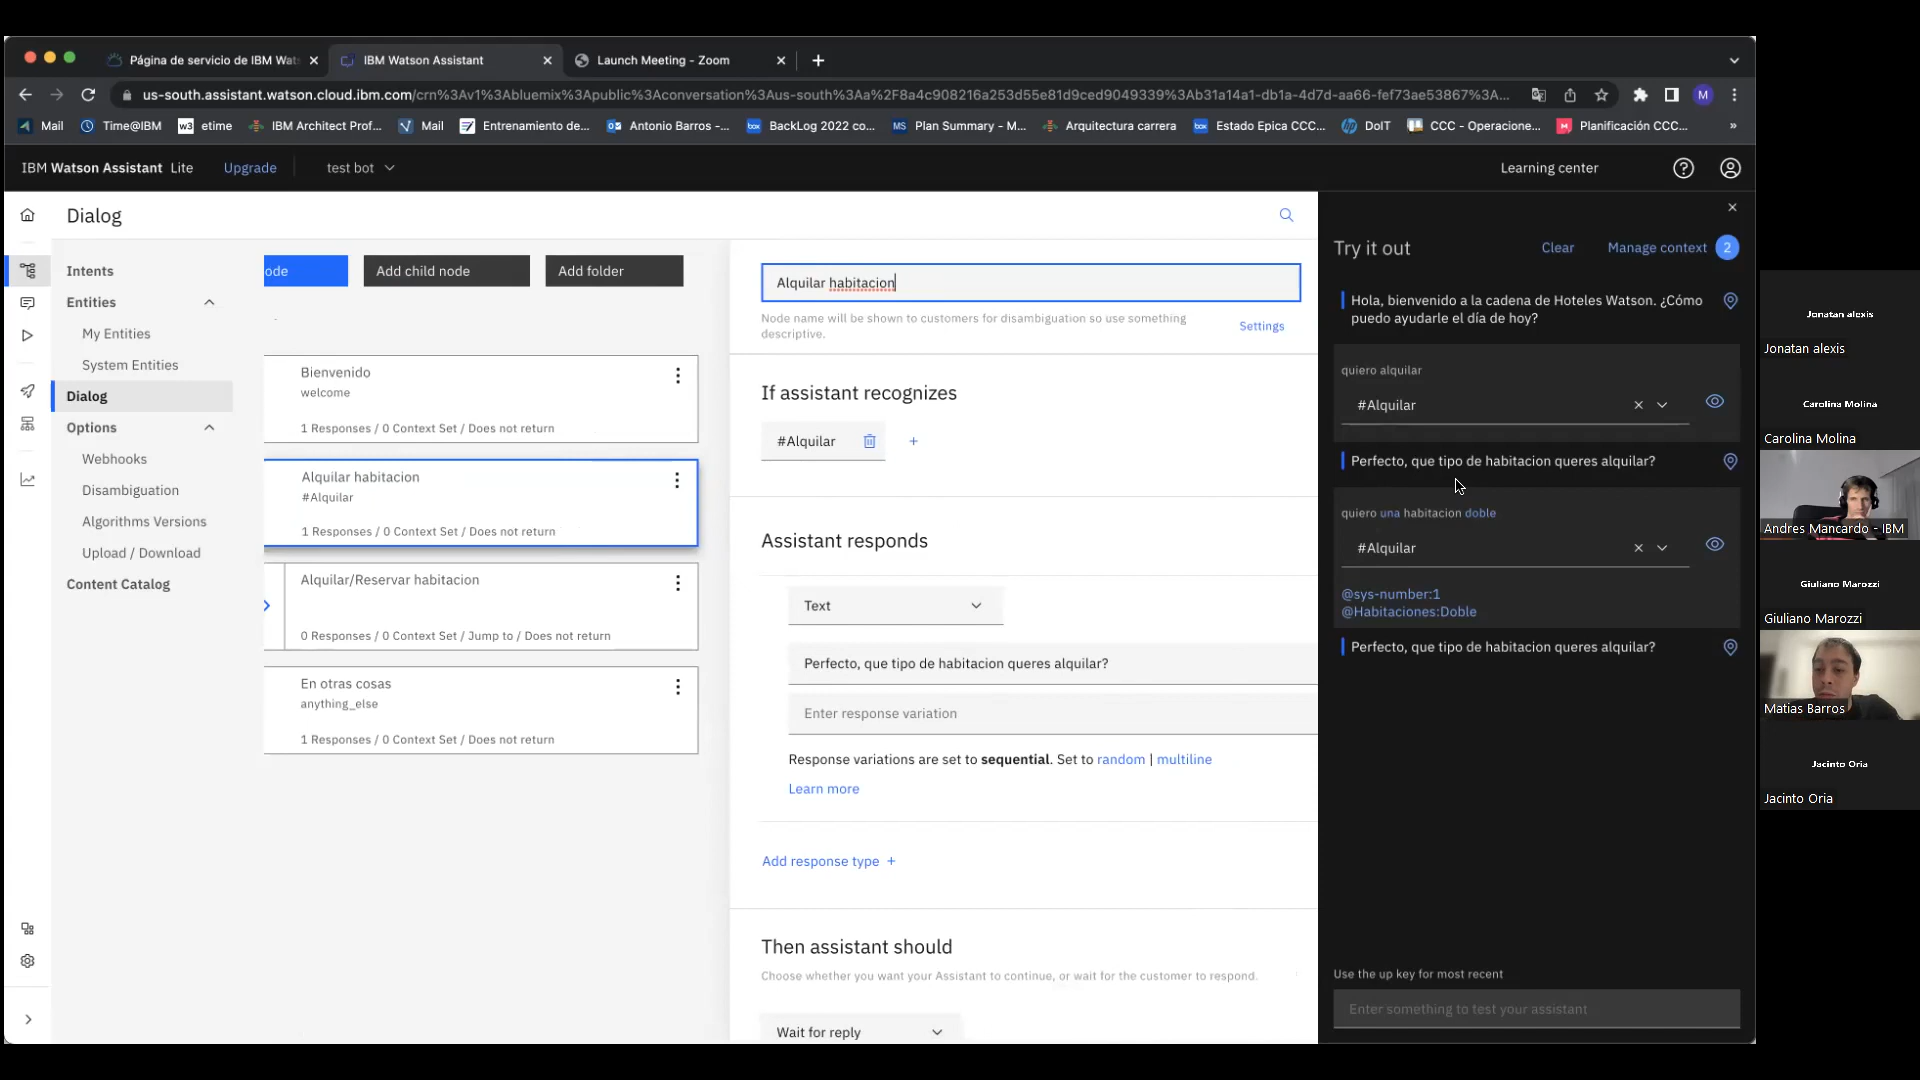 Página de servicio de IBM Wat
IBM Watson Assistant
Launch Meeting - Zoom
us-south.assistant.watson.cloud.ibm.com/crn%3Av1%3Abluemix%3Apublic%3Aconversation%3Aus-south%3Aa%2F8a4c908216a253d55e81d9ced9049339%3Ab31a14a1-db1a-4d7d-aa66-fef73ae53867%3A...
M
Mail
Time@IBM
w3 etime
IBM Architect Prof...
Mail
Entrenamiento de...
Antonio Barros -...
box BackLog 2022 co...
MS Plan Summary - M...
Arquitectura carrera
box Estado Epica CCC...
DoIT
CCC - Operacione...
Planificación CCC...
»
IBM Watson Assistant Lite
Upgrade
test bot
Learning center
Dialog
Intents
Entities
My Entities
System Entities
Dialog
Options
Webhooks
Disambiguation
Algorithms Versions
Upload / Download
Content Catalog
ode
Add child node
Add folder
Bienvenido
welcome
1 Responses / 0 Context Set / Does not return
Alquilar habitacion
#Alquilar
1 Responses / 0 Context Set / Does not return
Alquilar/Reservar habitacion
0 Responses / 0 Context Set / Jump to / Does not return
En otras cosas
anything_else
1 Responses / 0 Context Set / Does not return
Alquilar habitacion
Node name will be shown to customers for disambiguation so use something
descriptive.
Settings
If assistant recognizes
#Alquilar
Assistant responds
Text
Perfecto, que tipo de habitacion queres alquilar?
Enter response variation
Response variations are set to sequential. Set to random | multiline
Learn more
Add response type +
Then assistant should
Choose whether you want your Assistant to continue, or wait for the customer to respond.
Wait for reply
Try it out
Clear
Manage context 2
Hola, bienvenido a la cadena de Hoteles Watson. ¿Cómo
puedo ayudarle el día de hoy?
quiero alquilar
#Alquilar
Perfecto, que tipo de habitacion queres alquilar?
quiero una habitacion doble
#Alquilar
@sys-number:1
@Habitaciones:Doble
Perfecto, que tipo de habitacion queres alquilar?
Use the up key for most recent
Enter something to test your assistant
Jonatan alexis
Jonatan alexis
Carolina Molina
Carolina Molina
Andres Mancardo - IBM
Giuliano Marozzi
Giuliano Marozzi
Matias Barros
Jacinto Oria
Jacinto Oria